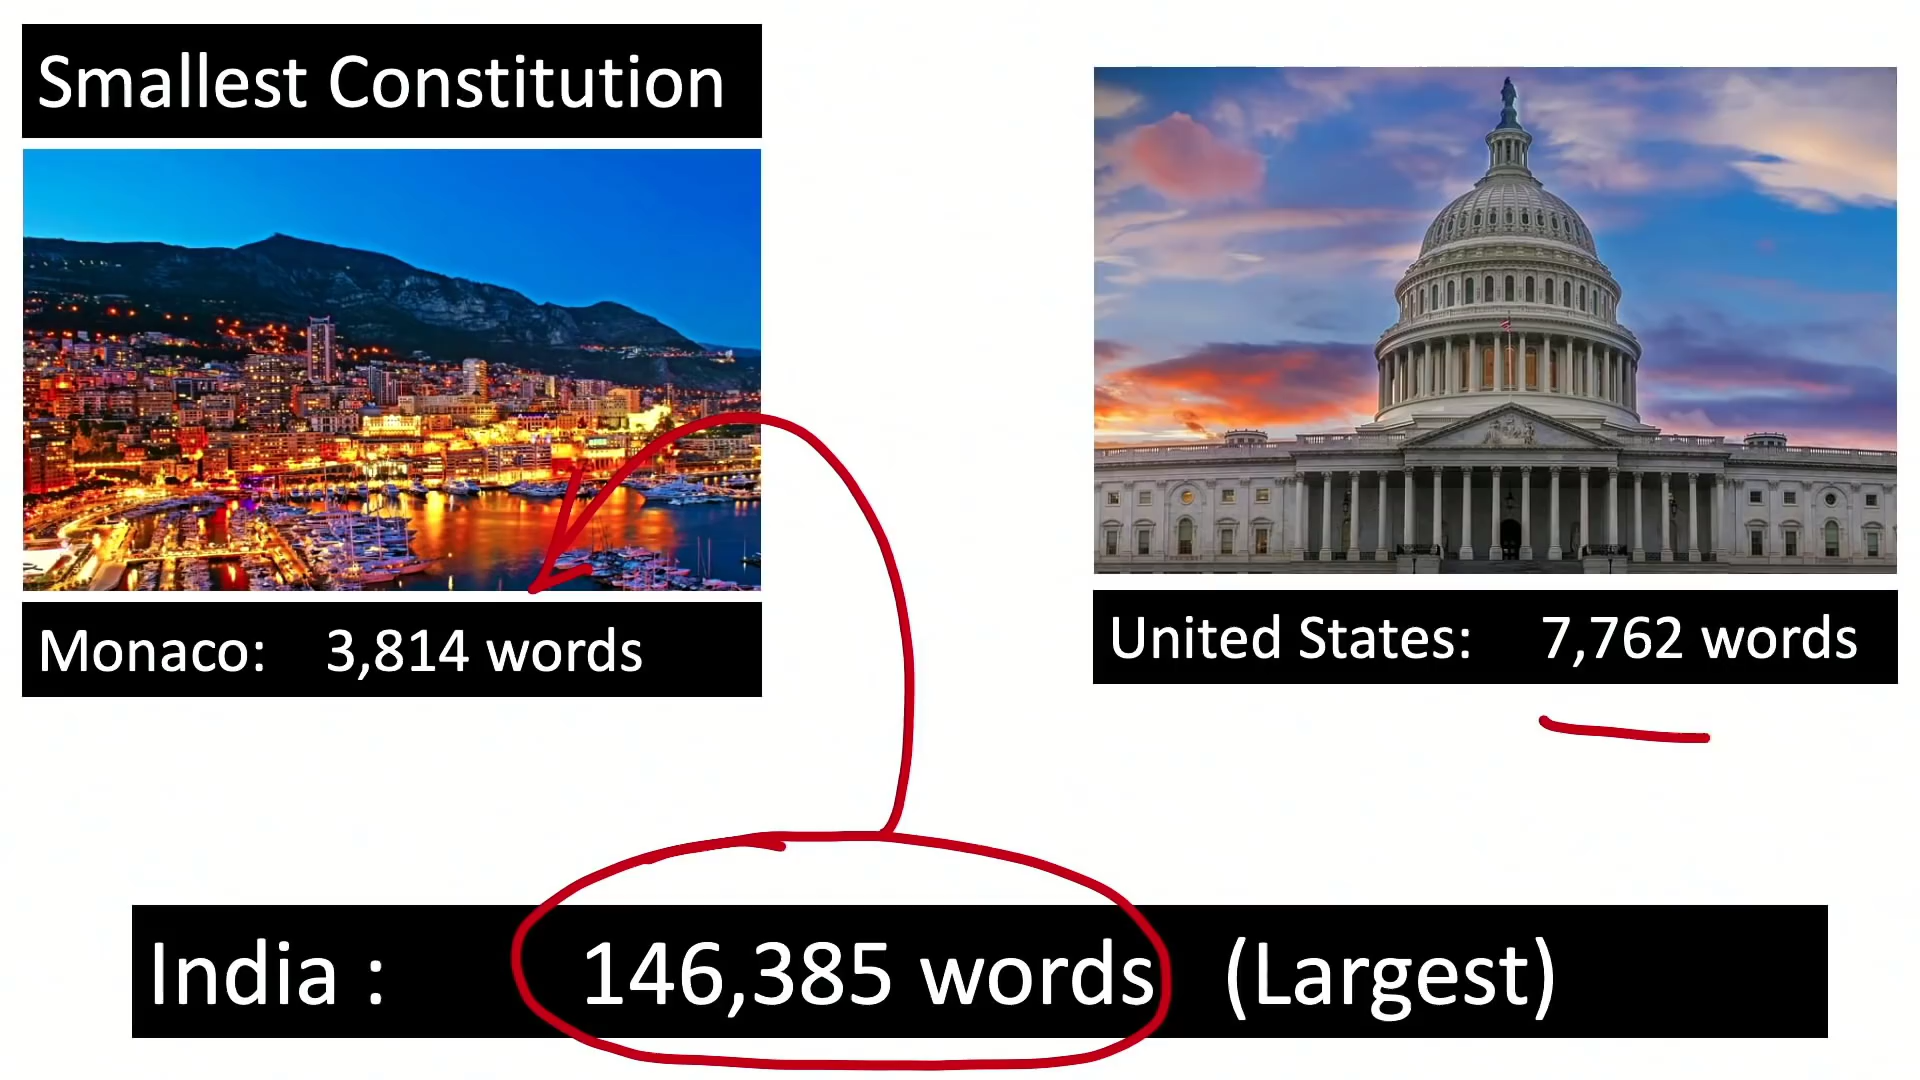 Smallest Constitution
Monaco: 3,814 words
United States: 7,762 words
India : 146,385 words (Largest)